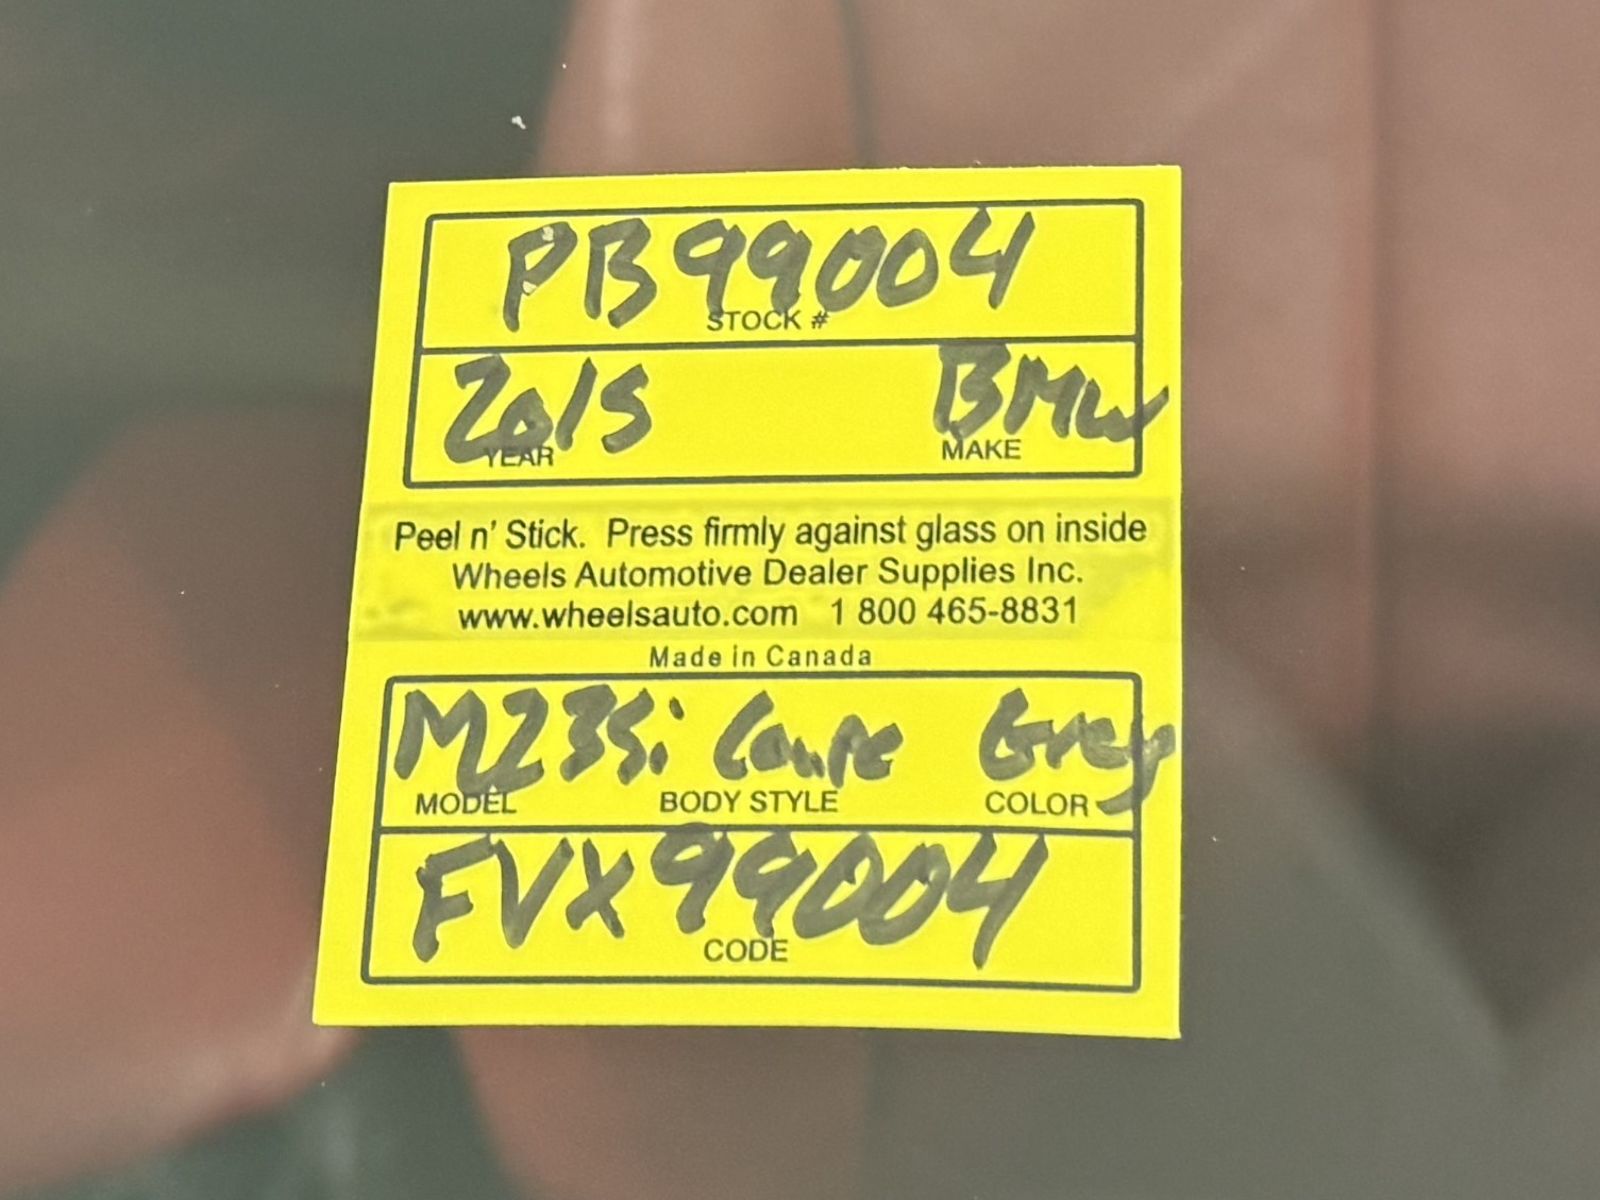 PB99004
STOCK #
2015 BMW
YEAR MAKE
Peel n' Stick. Press firmly against glass on inside
Wheels Automotive Dealer Supplies Inc.
www.wheelsauto.com 1 800 465-8831
Made in Canada
M235i Coupe Grey
MODEL BODY STYLE COLOR
FVX99004
CODE